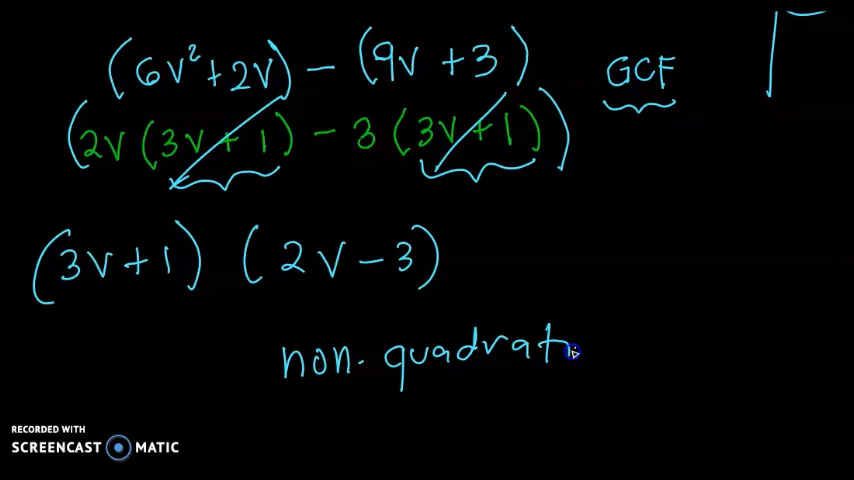 (6v² + 2v) - (9v + 3) GCF
(2v (3v + 1) - 3 (3v + 1))
(3v + 1) (2v - 3)
non-quadrati
RECORDED WITH
SCREENCAST MATIC